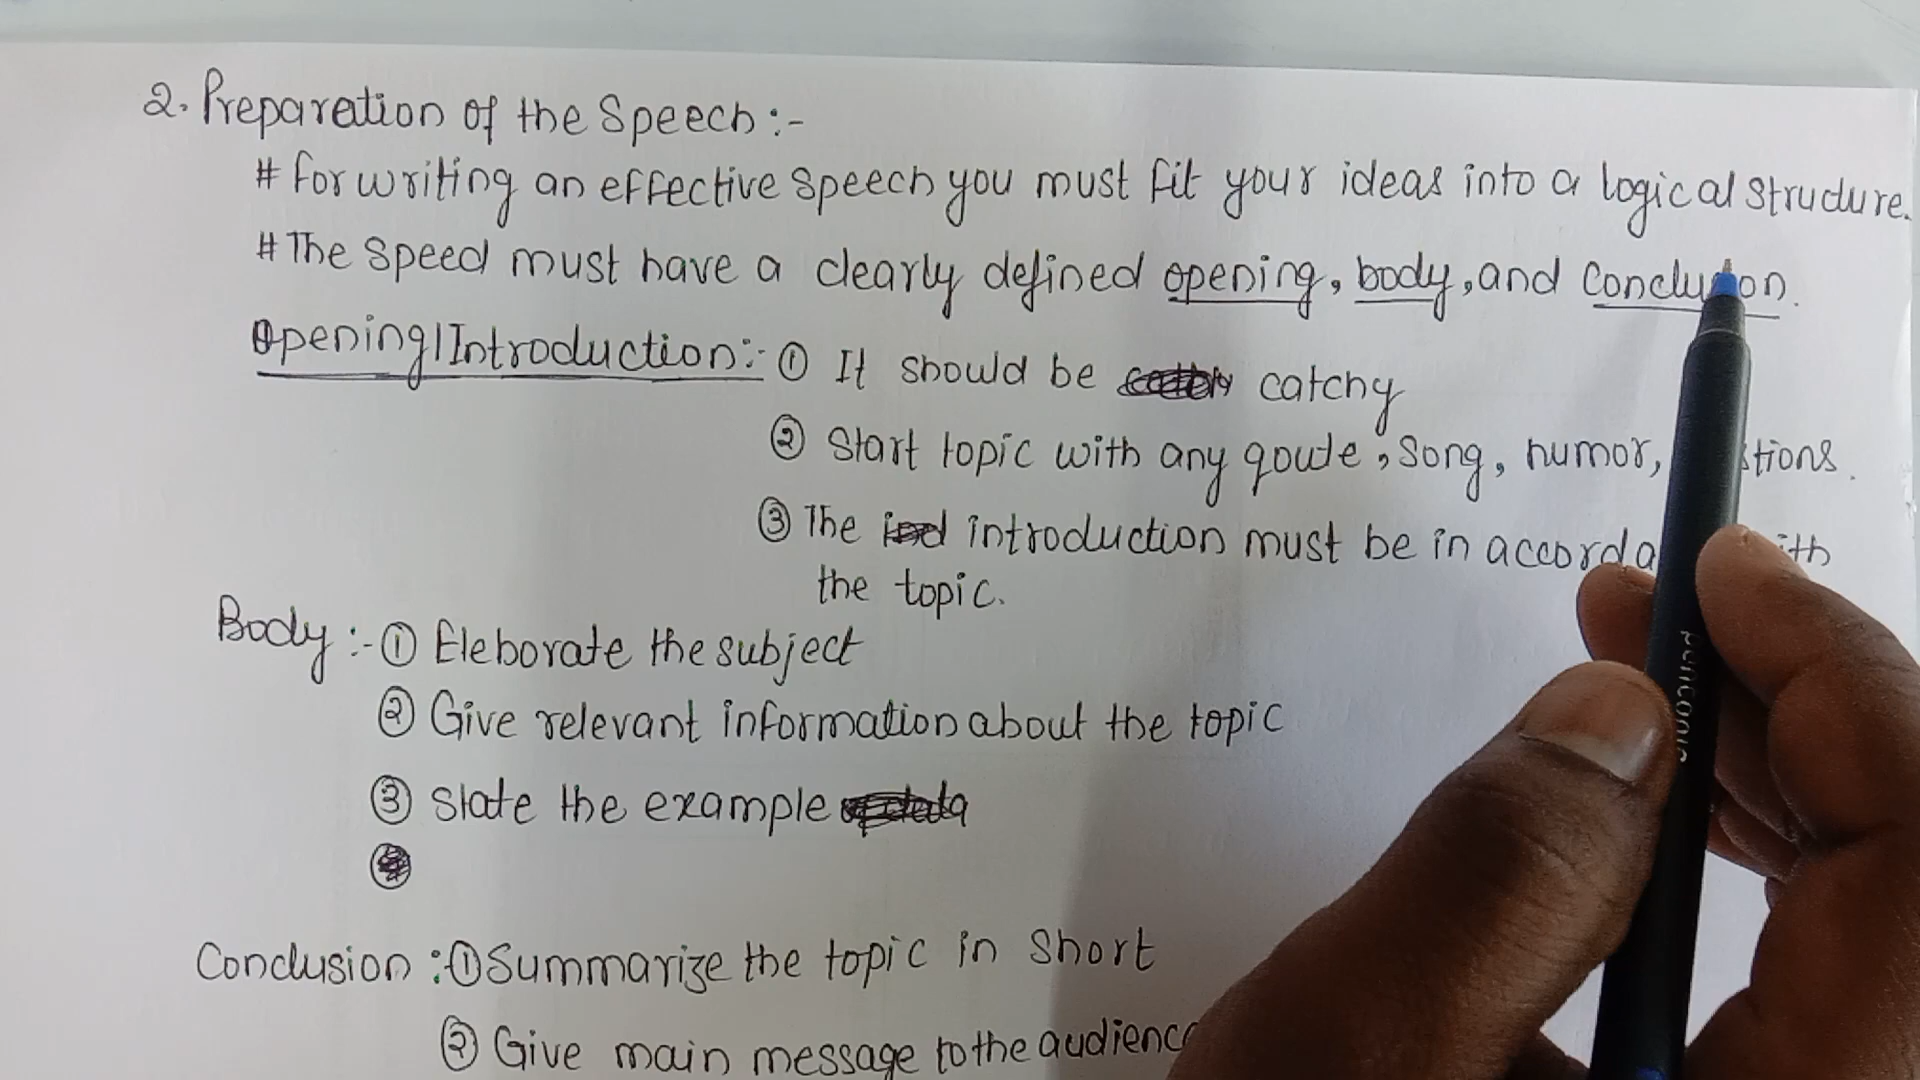 2. Preparation of the Speech :-
# For writing an effective speech you must fit your ideas into a logical structure.
# The speed must have a clearly defined opening, body, and conclusion.
Opening/Introduction:- ① It should be catchy
② Start topic with any qoute, song, humor,
③ The introduction must be in
the topic.
Body :- ① Eleborate the subject
② Give relevant information about the topic
③ State the example
Conclusion :- ① Summarize the topic in short
② Give main message to the audience
pentonic